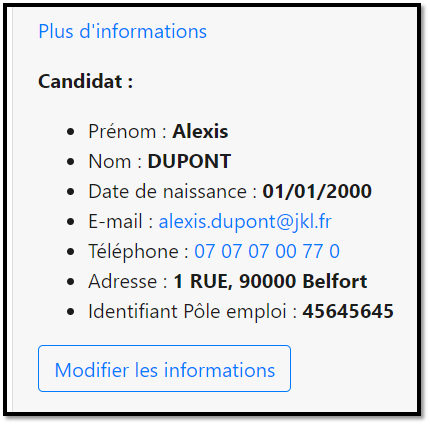 Plus d'informations
Candidat :
Prénom : Alexis
Nom : DUPONT
Date de naissance : 01/01/2000
E-mail : alexis.dupont@jkl.fr
Téléphone : 07 07 07 00 77 0
Adresse : 1 RUE, 90000 Belfort
Identifiant Pôle emploi : 45645645
Modifier les informations